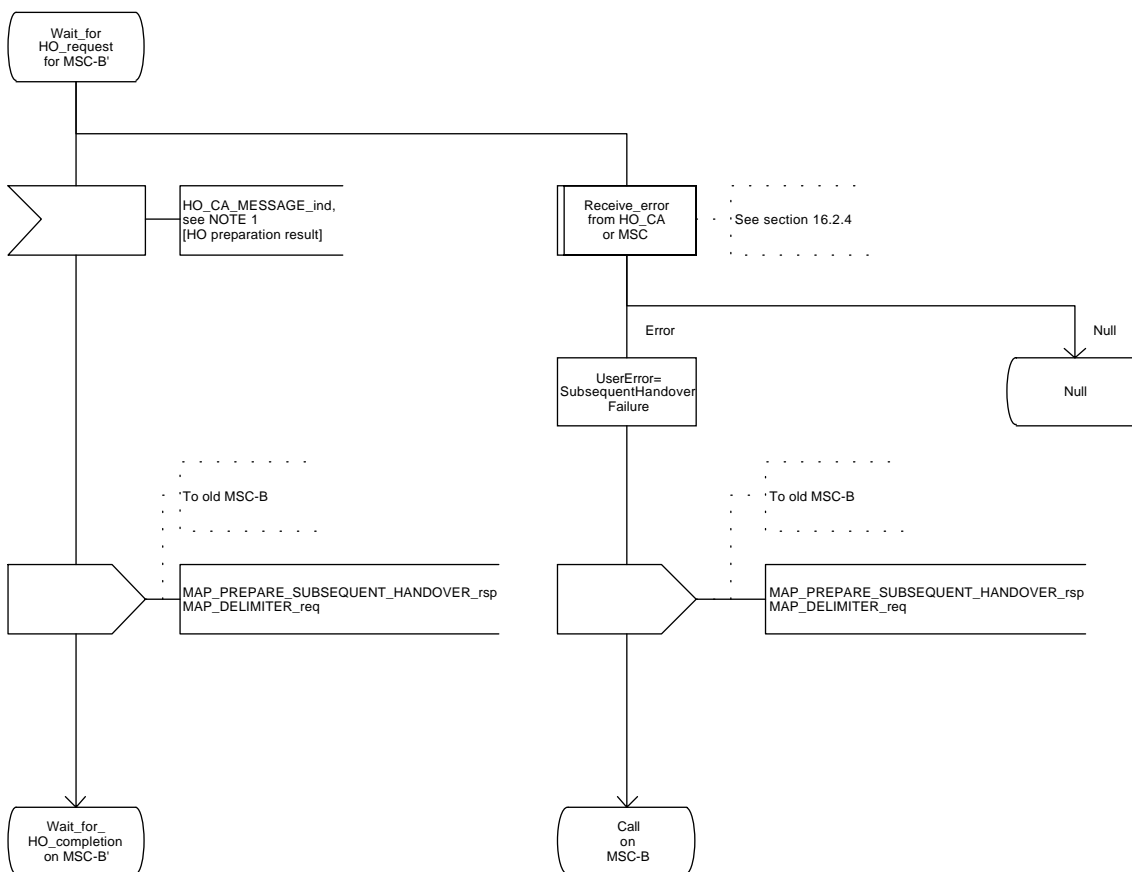 Wait_for
HO_request
for MSC-B'
HO_CA_MESSAGE_ind,
see NOTE 1
[HO preparation result]
Receive_error
from HO_CA
or MSC
See section 16.2.4
Error
Null
UserError=
SubsequentHandover
Failure
Null
To old MSC-B
To old MSC-B
MAP_PREPARE_SUBSEQUENT_HANDOVER_rsp
MAP_DELIMITER_req
MAP_PREPARE_SUBSEQUENT_HANDOVER_rsp
MAP_DELIMITER_req
Wait_for_
HO_completion
on MSC-B'
Call
on
MSC-B